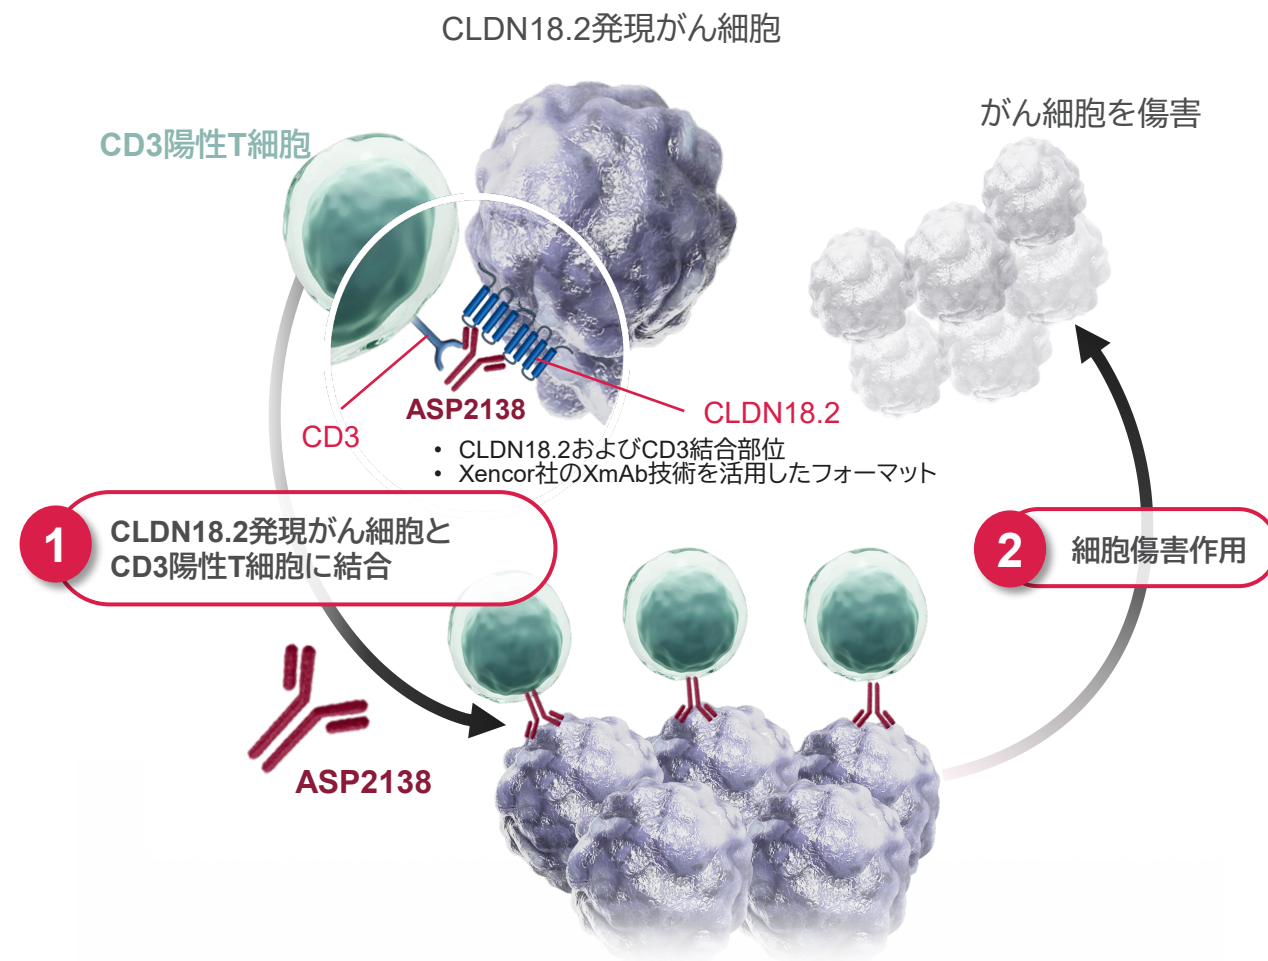 CLDN18.2発現がん細胞
CD3陽性T細胞
がん細胞を傷害
CD3
ASP2138
CLDN18.2
• CLDN18.2およびCD3結合部位
• Xencor社のXmAb技術を活用したフォーマット
1
CLDN18.2発現がん細胞と
CD3陽性T細胞に結合
2
細胞傷害作用
ASP2138